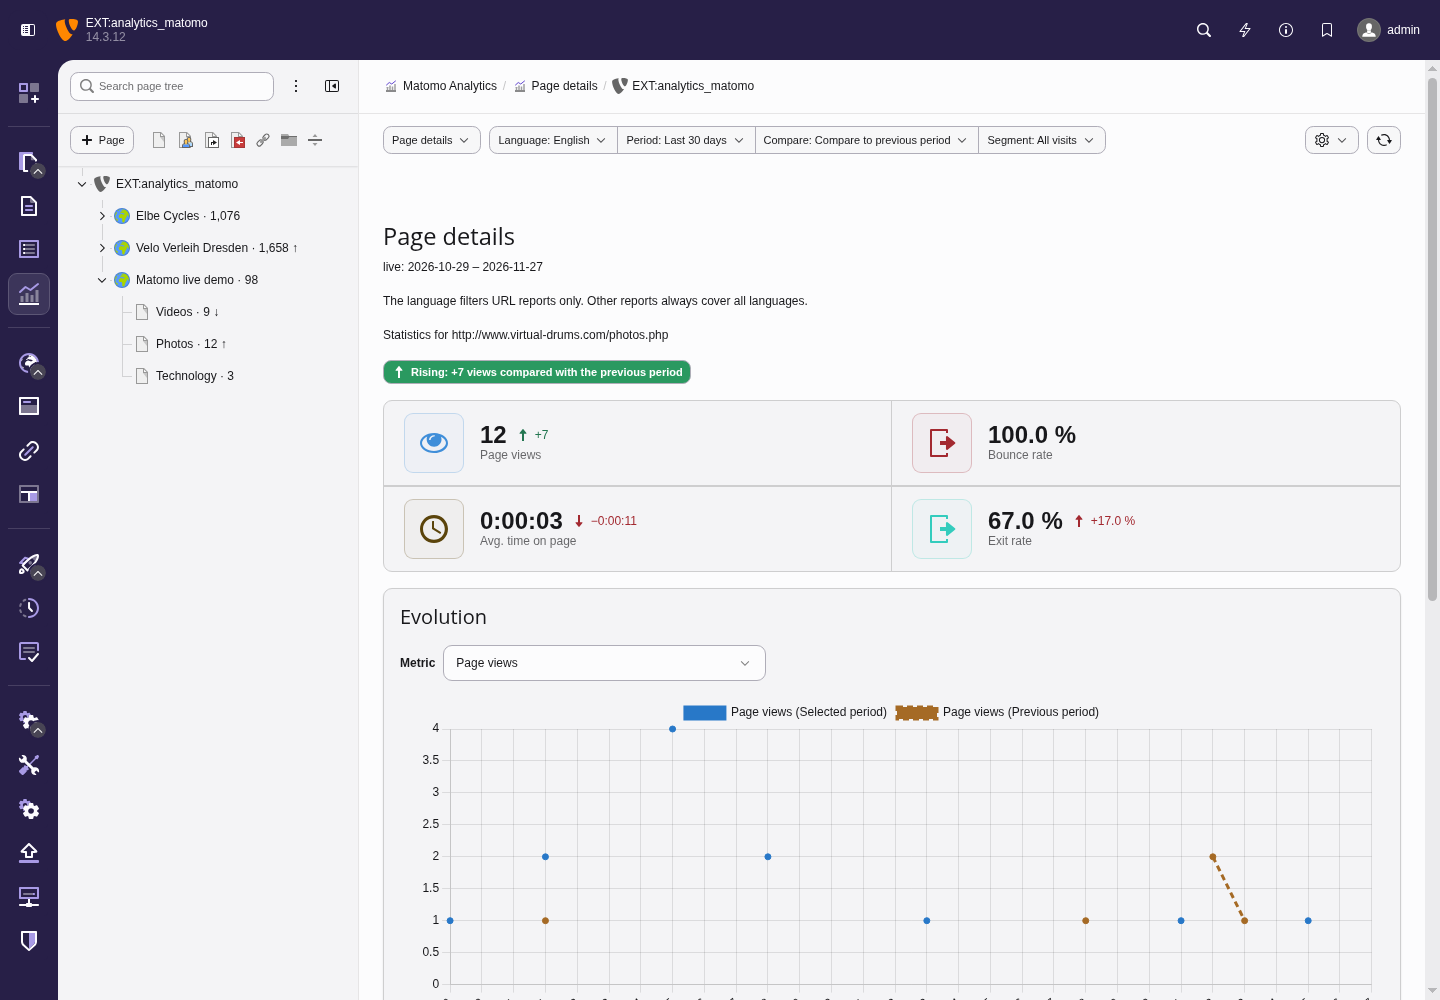 EXT:analytics_matomo
14.3.12
admin
Search page tree
Matomo Analytics / Page details / EXT:analytics_matomo
Page
Page details
Language: English
Period: Last 30 days
Compare: Compare to previous period
Segment: All visits
EXT:analytics_matomo
Elbe Cycles · 1,076
Velo Verleih Dresden · 1,658 ↑
Matomo live demo · 98
Videos · 9 ↓
Photos · 12 ↑
Technology · 3
Page details
live: 2026-10-29 – 2026-11-27
The language filters URL reports only. Other reports always cover all languages.
Statistics for http://www.virtual-drums.com/photos.php
Rising: +7 views compared with the previous period
12 +7
Page views
100.0 %
Bounce rate
0:00:03 −0:00:11
Avg. time on page
67.0 % +17.0 %
Exit rate
Evolution
Metric
Page views
Page views (Selected period)
Page views (Previous period)
4
3.5
3
2.5
2
1.5
1
0.5
0